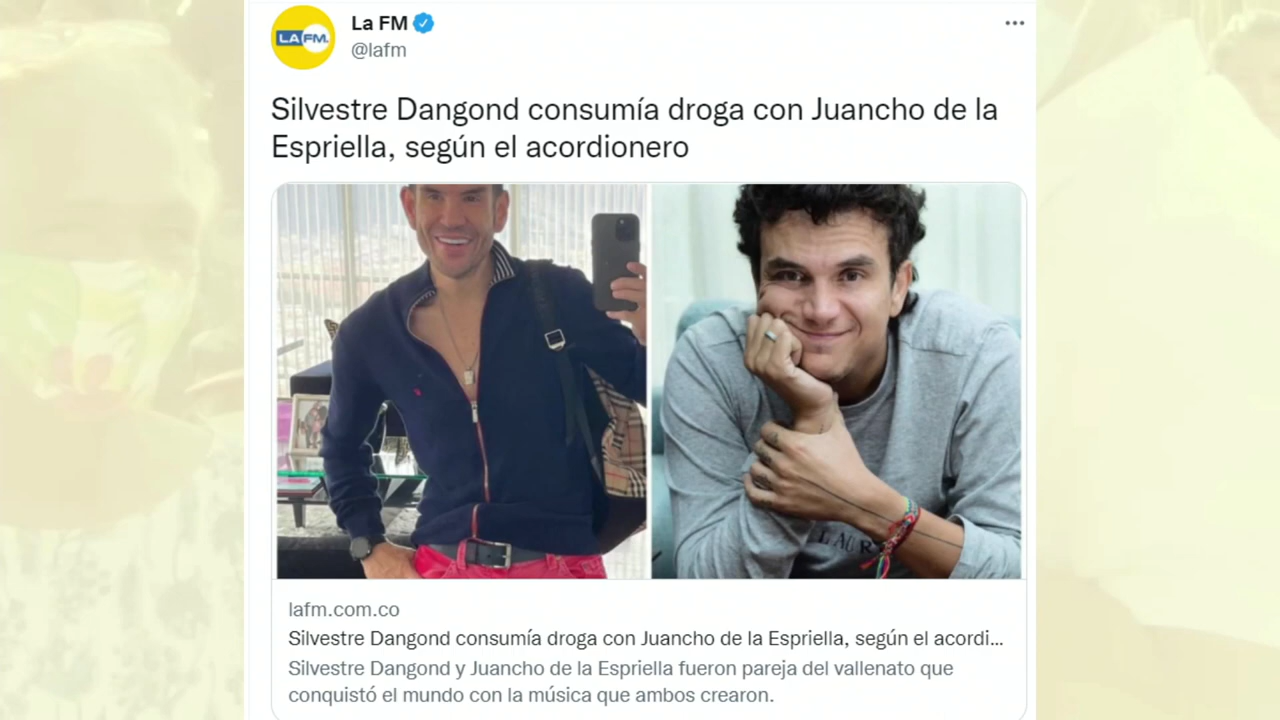 La FM
LA FM.
@lafm
Silvestre Dangond consumía droga con Juancho de la
Espriella, según el acordionero
LAUR
lafm.com.co
Silvestre Dangond consumía droga con Juancho de la Espriella, según el acordi...
Silvestre Dangond y Juancho de la Espriella fueron pareja del vallenato que
conquistó el mundo con la música que ambos crearon.